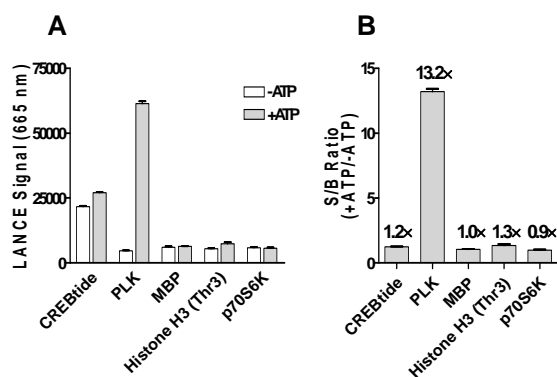 A
LANCE Signal (665 nm)
75000
50000
25000
0
-ATP
+ATP
CREBtide
PLK
MBP
Histone H3 (Thr3)
p70S6K
B
S/B Ratio
(+ATP/-ATP)
15
10
5
0
1.2×
13.2×
1.0×
1.3×
0.9×
CREBtide
PLK
MBP
Histone H3 (Thr3)
p70S6K